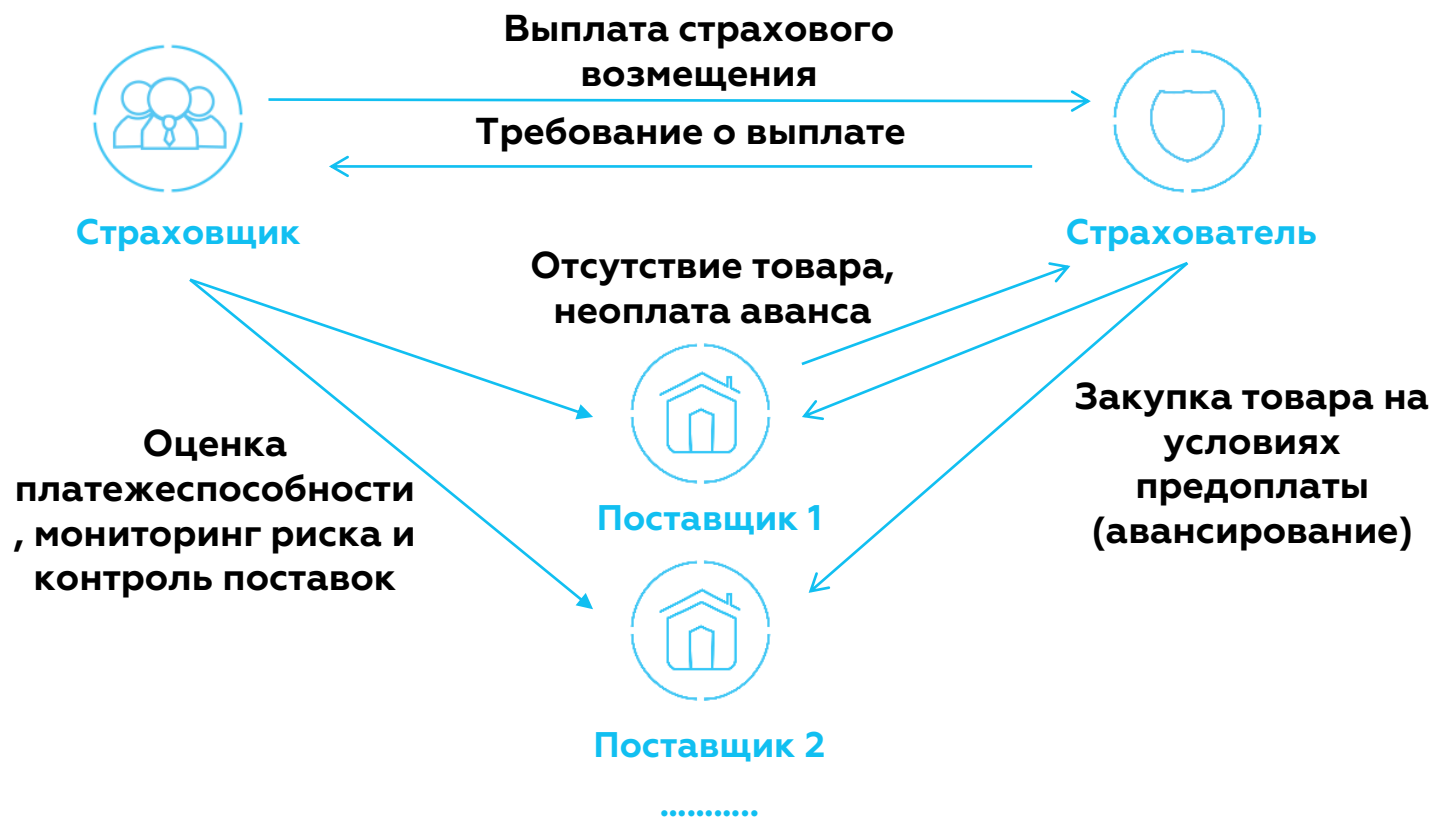 Выплата страхового
возмещения
Требование о выплате
Страховщик
Страхователь
Отсутствие товара,
неоплата аванса
Оценка
платежеспособности
, мониторинг риска и
контроль поставок
Закупка товара на
условиях
предоплаты
(авансирование)
Поставщик 1
Поставщик 2
...........